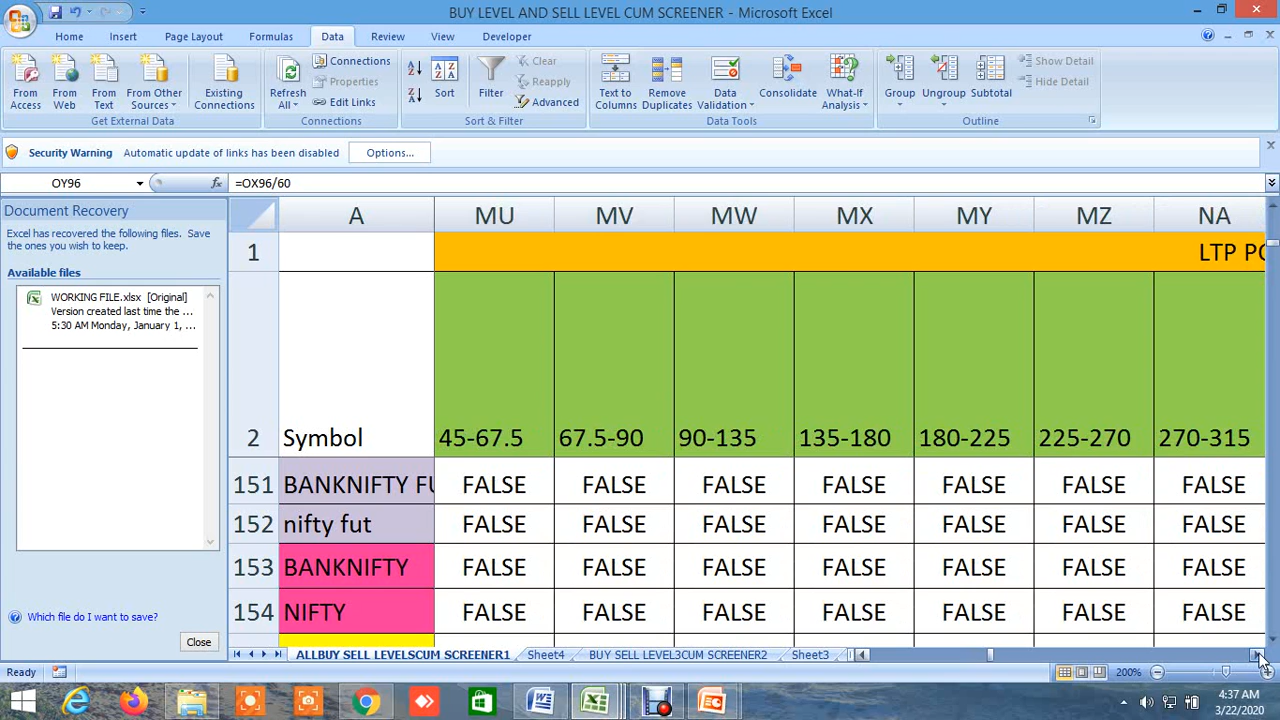 BUY LEVEL AND SELL LEVEL CUM SCREENER - Microsoft Excel
Home Insert Page Layout Formulas Data Review View Developer
From Access
From Web
From Text
From Other Sources
Existing Connections
Get External Data
Refresh All
Connections
Properties
Edit Links
Connections
Sort
Filter
Clear
Reapply
Advanced
Sort & Filter
Text to Columns
Remove Duplicates
Data Validation
Consolidate
What-If Analysis
Data Tools
Group
Ungroup
Subtotal
Show Detail
Hide Detail
Outline
Security Warning Automatic update of links has been disabled Options...
OY96 fx =OX96/60
Document Recovery
Excel has recovered the following files. Save
the ones you wish to keep.
Available files
WORKING FILE.xlsx [Original]
Version created last time the ...
5:30 AM Monday, January 1, ...
Which file do I want to save?
Close
A MU MV MW MX MY MZ NA
1 LTP PO
2 Symbol 45-67.5 67.5-90 90-135 135-180 180-225 225-270 270-315
151 BANKNIFTY FU FALSE FALSE FALSE FALSE FALSE FALSE FALSE
152 nifty fut FALSE FALSE FALSE FALSE FALSE FALSE FALSE
153 BANKNIFTY FALSE FALSE FALSE FALSE FALSE FALSE FALSE
154 NIFTY FALSE FALSE FALSE FALSE FALSE FALSE FALSE
ALLBUY SELL LEVELSCUM SCREENER1 Sheet4 BUY SELL LEVEL3CUM SCREENER2 Sheet3
Ready 200%
4:37 AM
3/22/2020